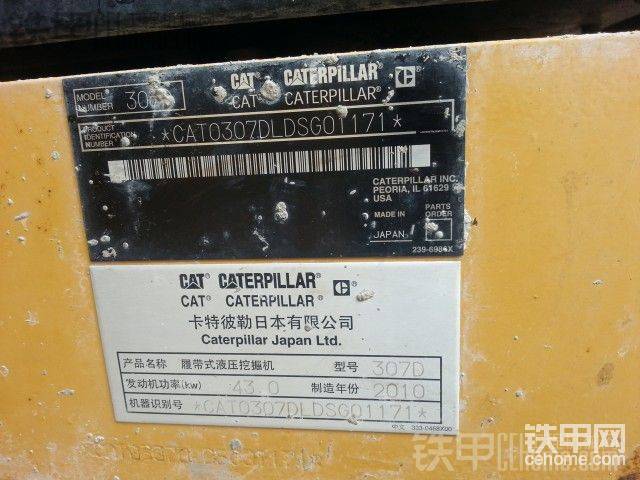 CAT CATERPILLAR C
CAT CATERPILLAR
MODEL NUMBER
PRODUCT IDENTIFICATION NUMBER
*CAT0307DLDSG01171*
CATERPILLAR INC.
PEORIA, IL 61629
USA
MADE IN
JAPAN
PARTS ORDER
CAT CATERPILLAR C
CAT CATERPILLAR
卡特彼勒日本有限公司
Caterpillar Japan Ltd.
产品名称 履带式液压挖掘机 型号 307D
发动机功率(kw) 43.0 制造年份 2010
机器识别号 *CAT0307DLDSG01171*
中文 333-0468X00
铁甲网
cehome.com